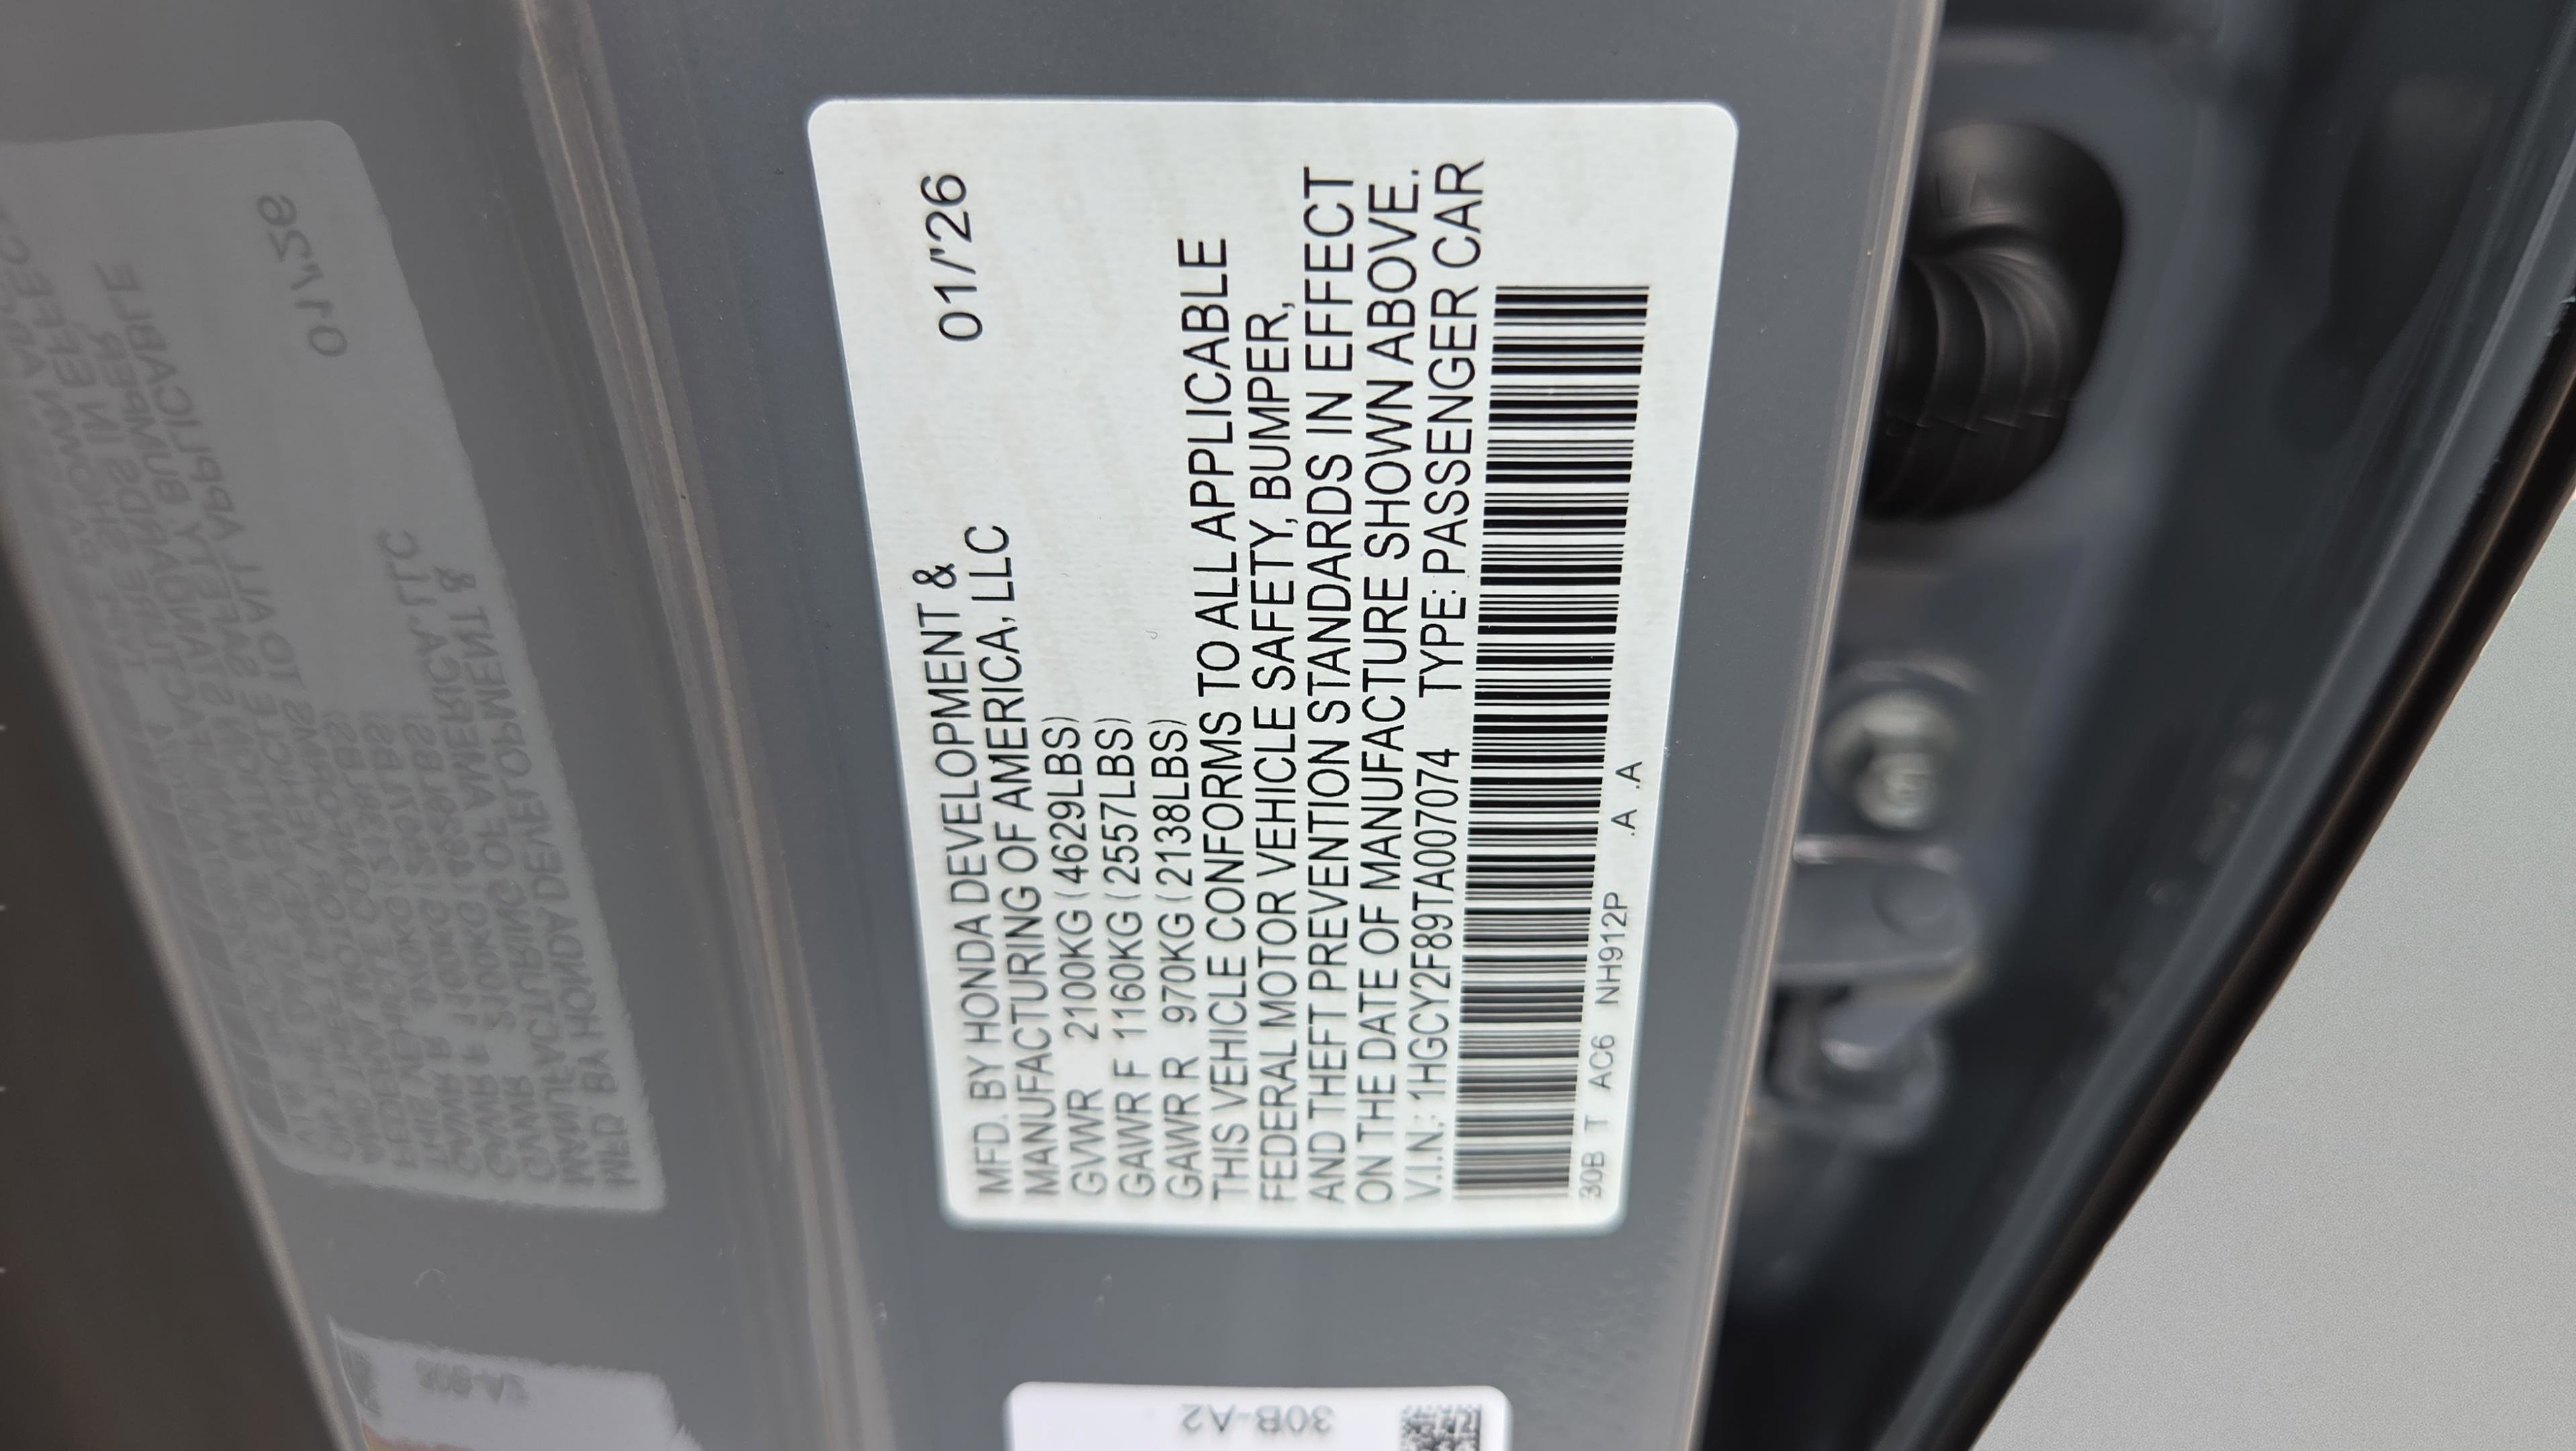 01/'26
MFD. BY HONDA DEVELOPMENT &
MANUFACTURING OF AMERICA, LLC
GVWR 2100KG (4629LBS)
GAWR F 1160KG (2557LBS)
GAWR R 970KG (2138LBS)
THIS VEHICLE CONFORMS TO ALL APPLICABLE
FEDERAL MOTOR VEHICLE SAFETY, BUMPER,
AND THEFT PREVENTION STANDARDS IN EFFECT
ON THE DATE OF MANUFACTURE SHOWN ABOVE.
V.I.N.: 1HGCY2F89TA007074 TYPE: PASSENGER CAR
30B T AC6 NH912P .A .A
30B-A2